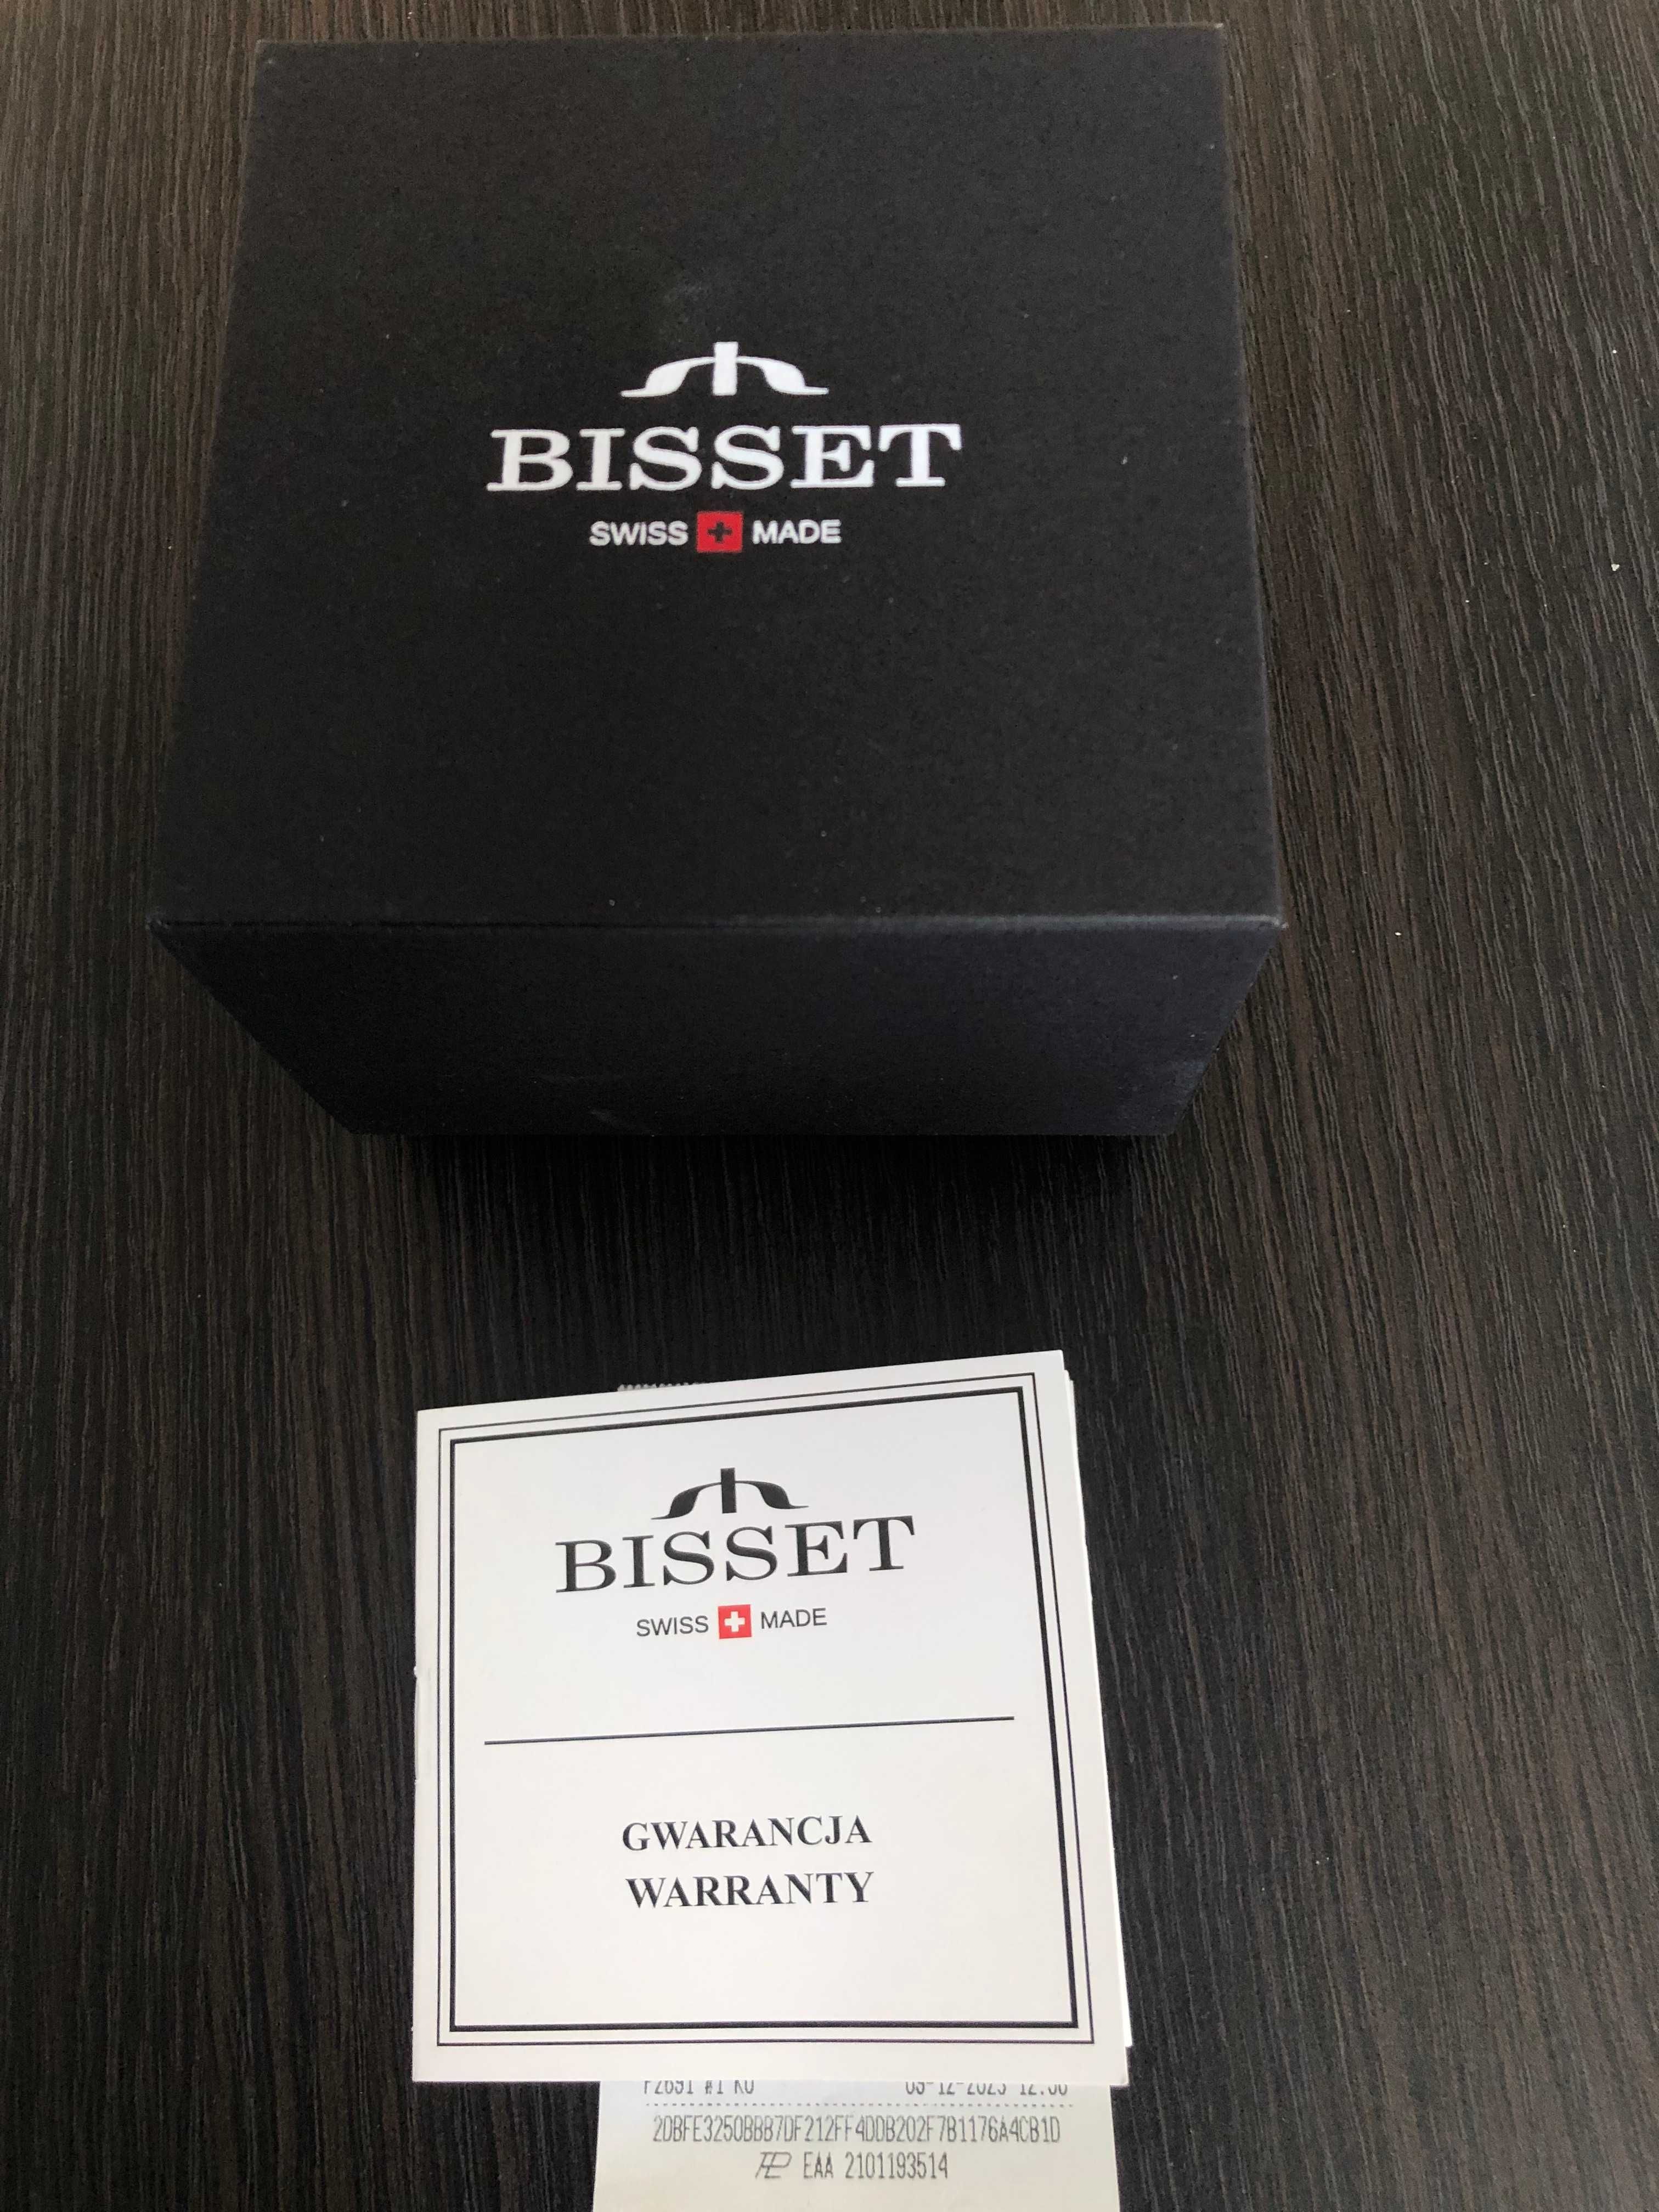 BISSET
SWISS MADE
BISSET
SWISS MADE
GWARANCJA
WARRANTY
2DBFE3250BBB7DF212FF4DDB202F7B1176A4CB1D
EAA 2101193514